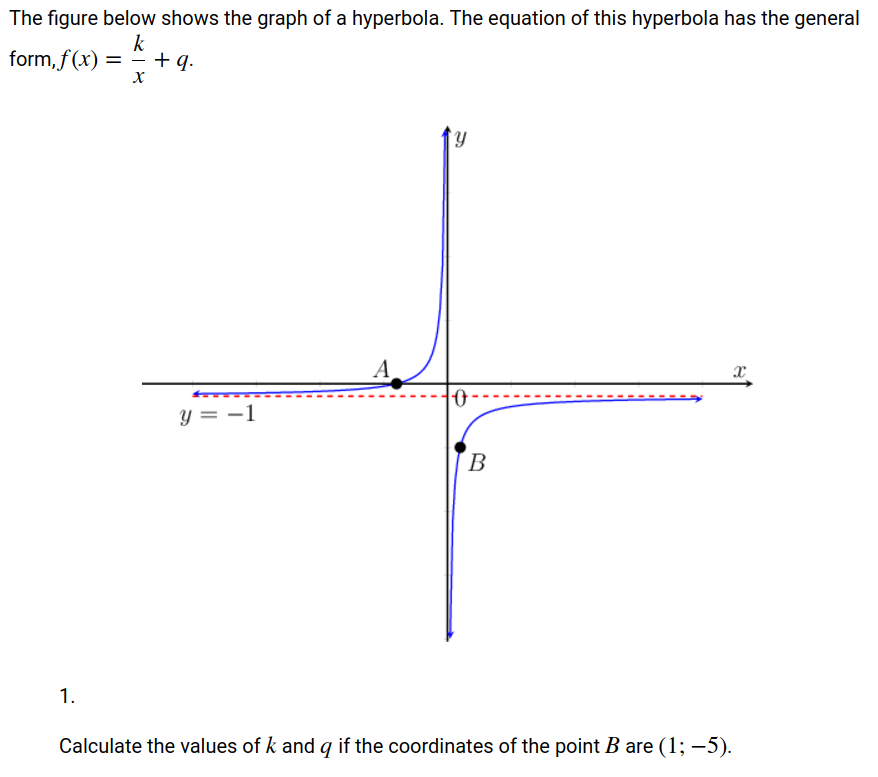 The figure below shows the graph of a hyperbola. The equation of this hyperbola has the general
form, f(x) = k/x + q.
y
A
x
0
y = −1
B
1.
Calculate the values of k and q if the coordinates of the point B are (1; −5).